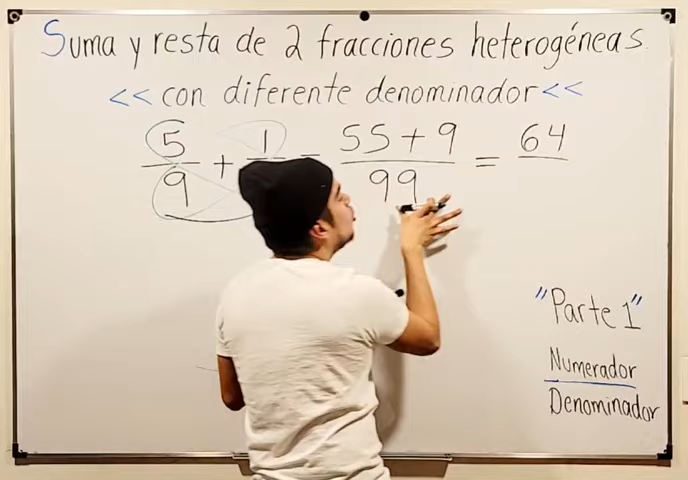 Suma y resta de 2 fracciones heterogéneas.
<< con diferente denominador <<
5/9 + 1/ = 55+9/99 = 64/
"Parte 1"
Numerador
Denominador